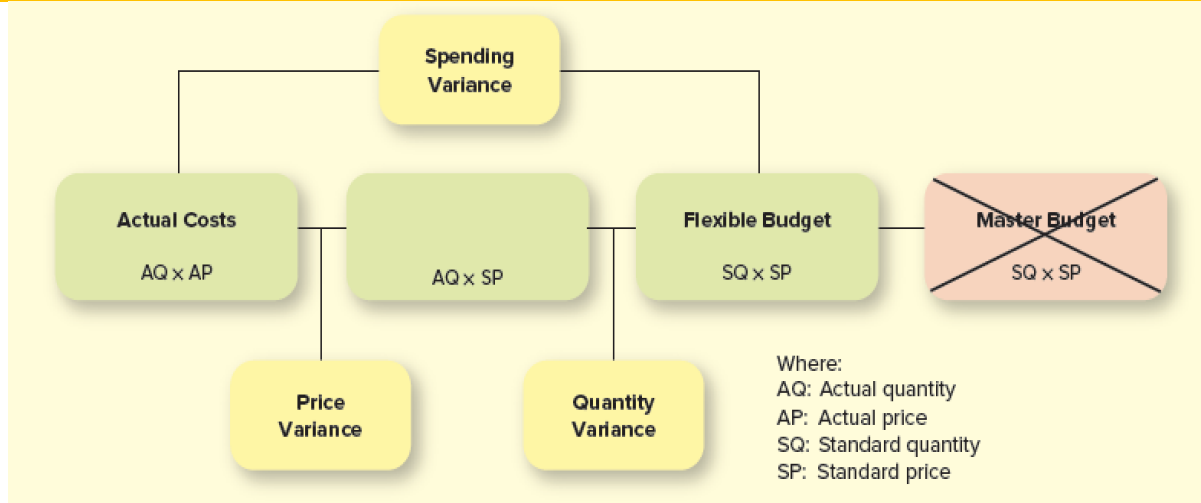 Spending
Variance
Actual Costs
AQ x AP
AQ x SP
Flexible Budget
SQ x SP
Master Budget
SQ x SP
Price
Variance
Quantity
Variance
Where:
AQ: Actual quantity
AP: Actual price
SQ: Standard quantity
SP: Standard price